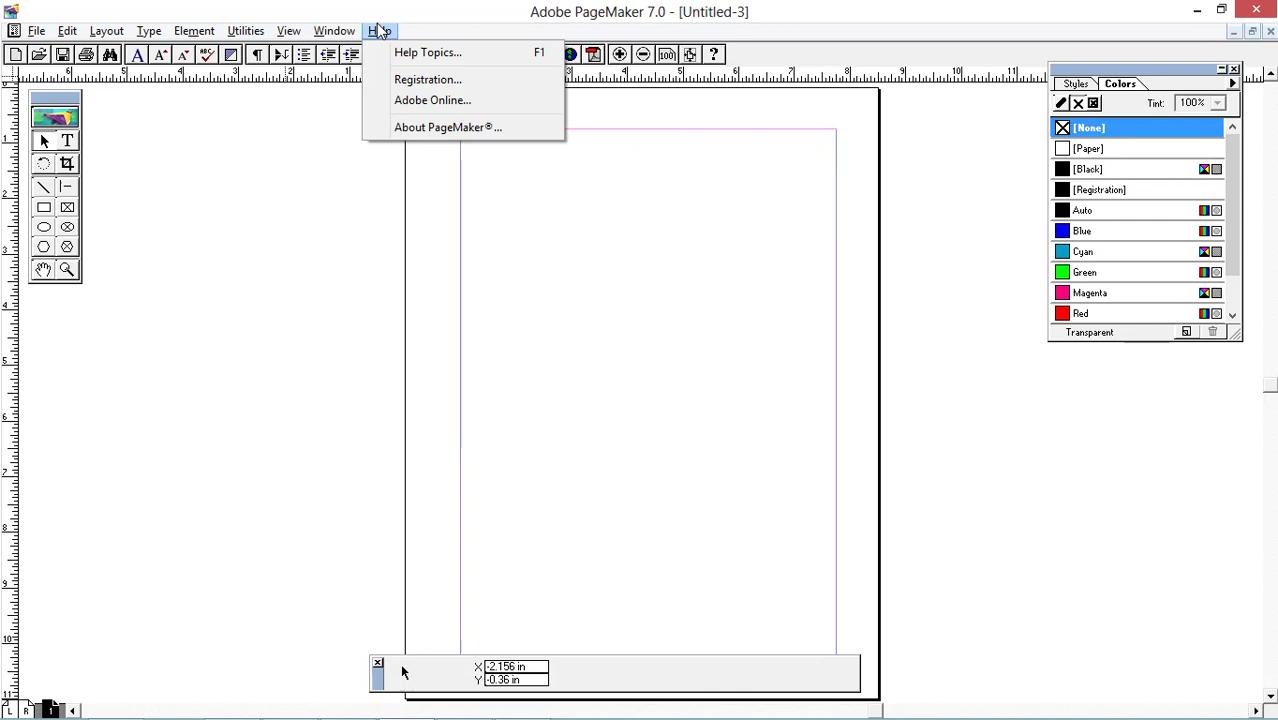 Adobe PageMaker 7.0 - [Untitled-3]
File Edit Layout Type Element Utilities View Window Help
Help Topics... F1
Registration...
Adobe Online...
About PageMaker®...
Styles Colors
Tint: 100%
[None]
[Paper]
[Black]
[Registration]
Auto
Blue
Cyan
Green
Magenta
Red
Transparent
X -2.156 in
Y -0.36 in
L R 1